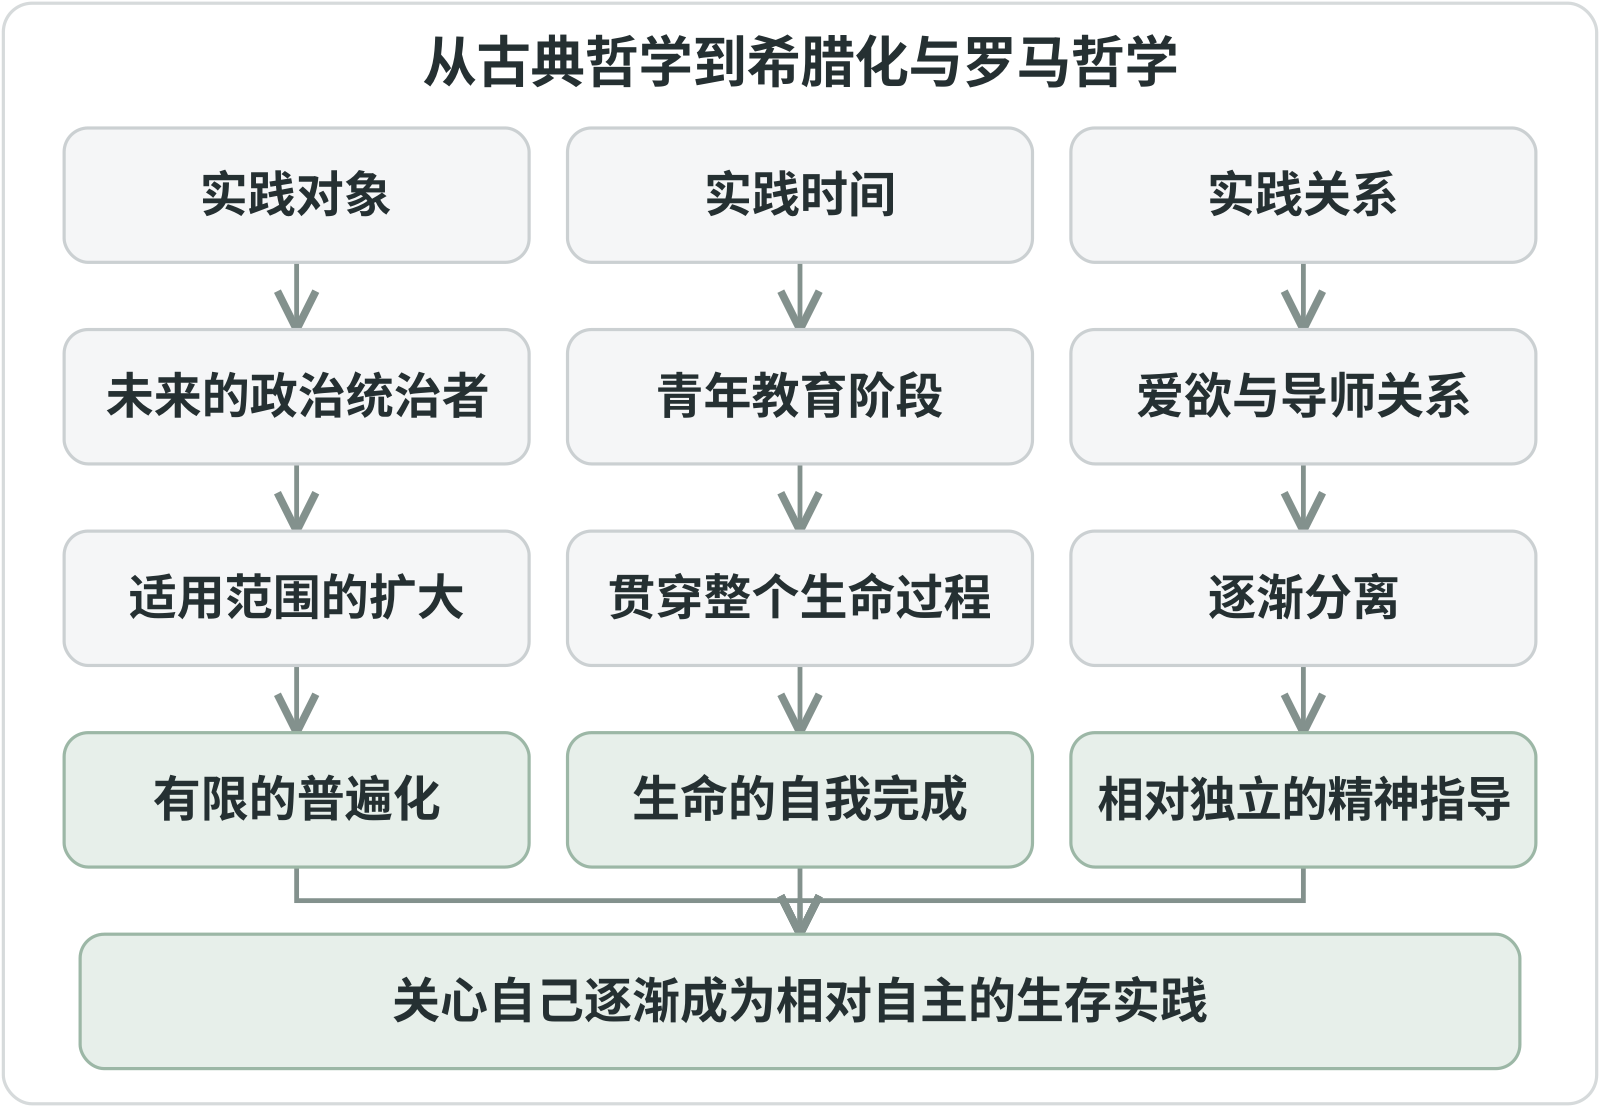 从古典哲学到希腊化与罗马哲学
实践对象
实践时间
实践关系
未来的政治统治者
青年教育阶段
爱欲与导师关系
适用范围的扩大
贯穿整个生命过程
逐渐分离
有限的普遍化
生命的自我完成
相对独立的精神指导
关心自己逐渐成为相对自主的生存实践